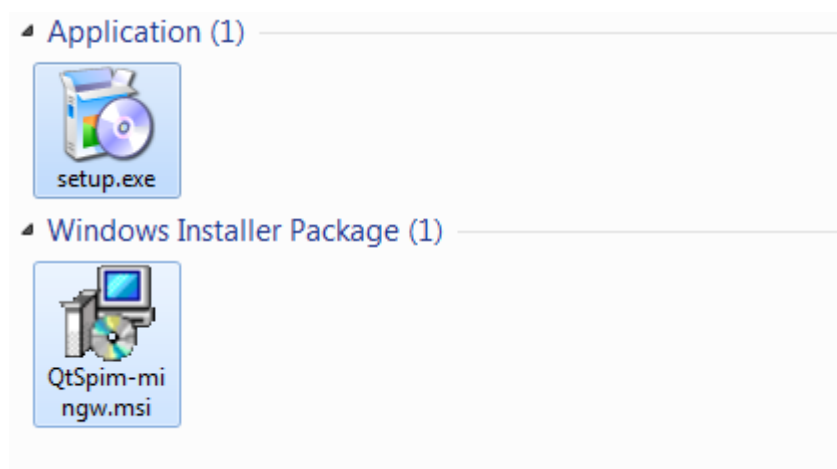 Application (1)
setup.exe
Windows Installer Package (1)
QtSpim-mi
ngw.msi